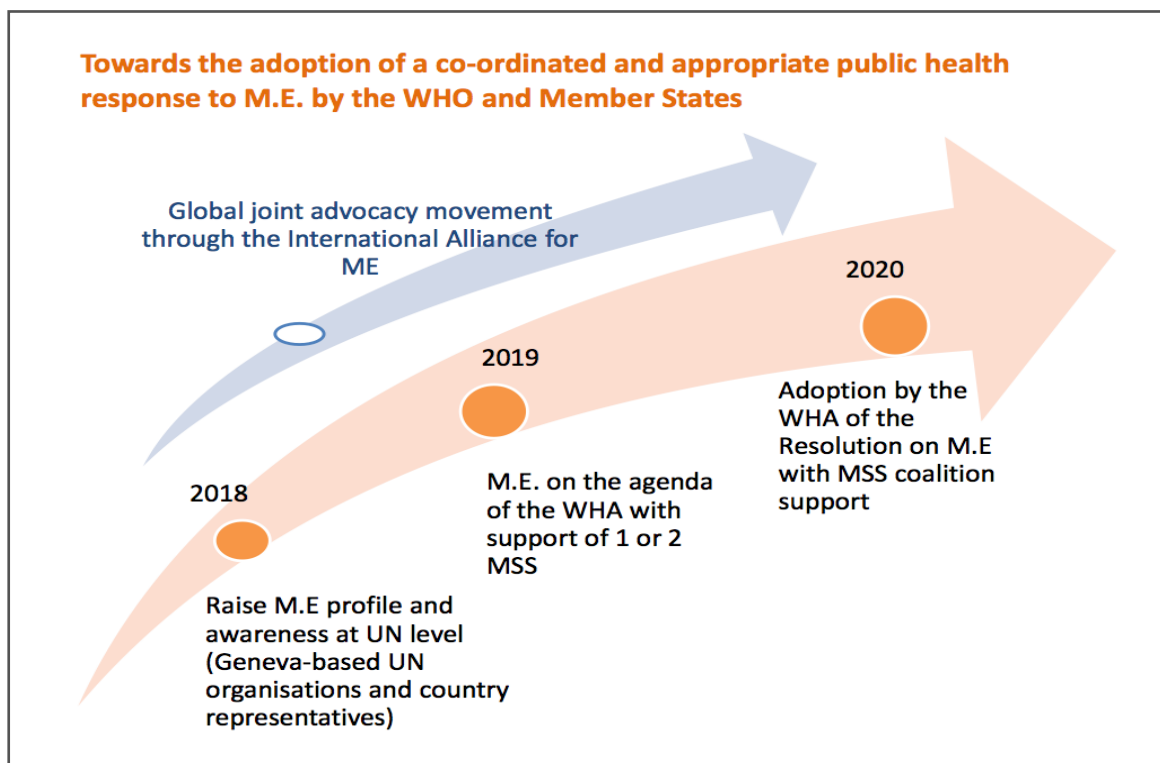 Towards the adoption of a co-ordinated and appropriate public health
response to M.E. by the WHO and Member States
Global joint advocacy movement
through the International Alliance for
ME
2018
Raise M.E profile and
awareness at UN level
(Geneva-based UN
organisations and country
representatives)
2019
M.E. on the agenda
of the WHA with
support of 1 or 2
MSS
2020
Adoption by the
WHA of the
Resolution on M.E
with MSS coalition
support